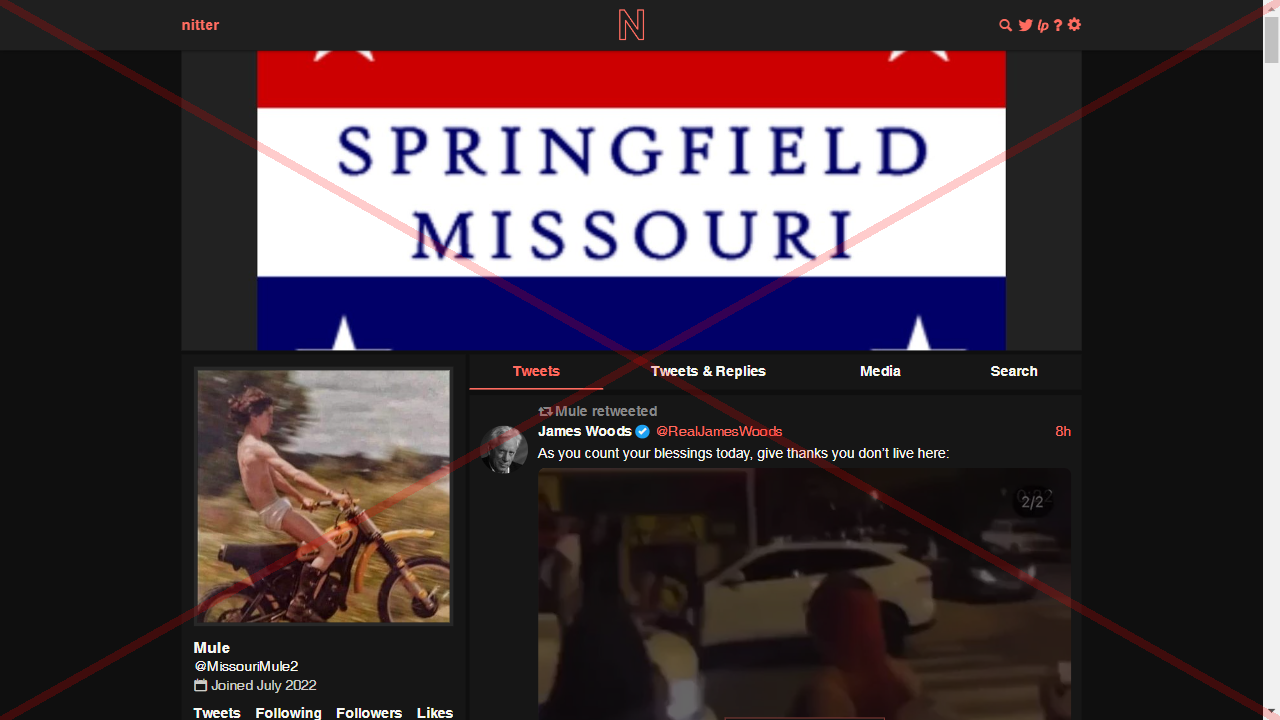 nitter
N
lp ?
SPRINGFIELD
MISSOURI
Tweets
Tweets & Replies
Media
Search
Mule retweeted
James Woods @RealJamesWoods 8h
As you count your blessings today, give thanks you don't live here:
2/2
Mule
@MissouriMule2
Joined July 2022
Tweets Following Followers Likes